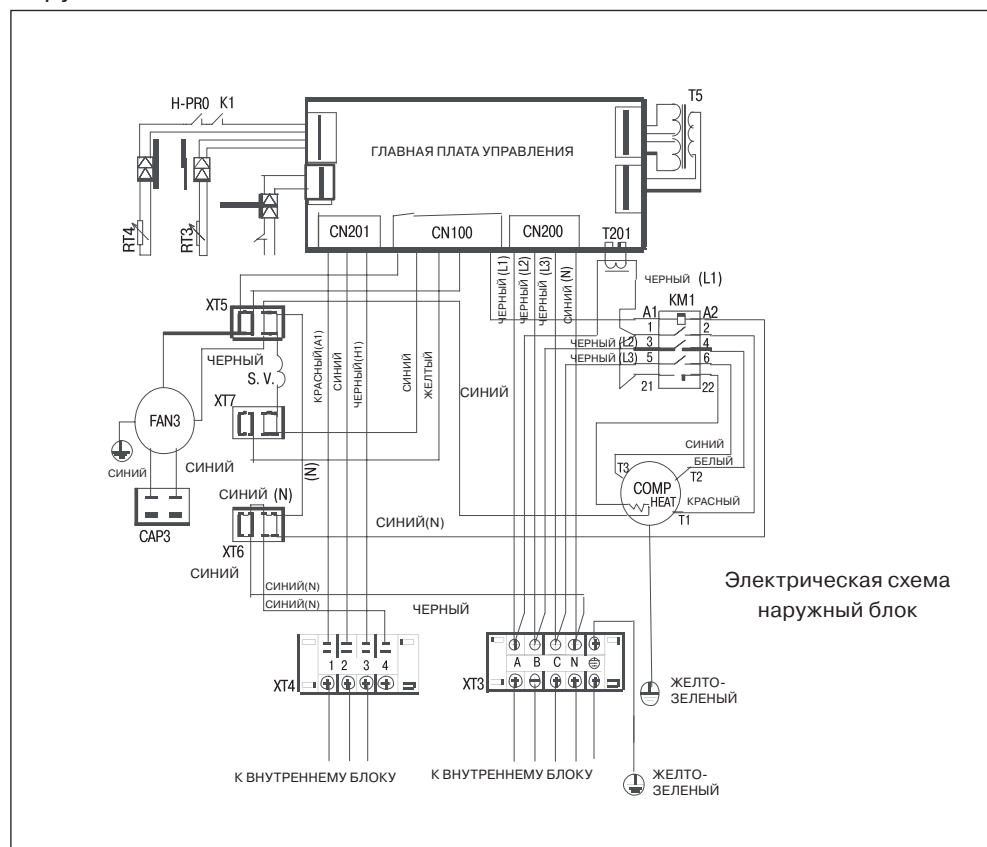 H-PRO K1
T5
ГЛАВНАЯ ПЛАТА УПРАВЛЕНИЯ
RT4
RT3
CN201
CN100
CN200
T201
ЧЕРНЫЙ (L1)
ЧЕРНЫЙ (L2)
ЧЕРНЫЙ (L3)
СИНИЙ (N)
ЧЕРНЫЙ (L1)
KM1
XT5
A1
A2
1
2
ЧЕРНЫЙ (L2) 3
4
ЧЕРНЫЙ (L3) 5
6
21
22
ЧЕРНЫЙ
S. V.
КРАСНЫЙ(A1)
СИНИЙ
ЧЕРНЫЙ(H1)
СИНИЙ
ЖЕЛТЫЙ
СИНИЙ
XT7
FAN3
СИНИЙ
СИНИЙ
(N)
СИНИЙ
БЕЛЫЙ
T3
T2
COMP
HEAT
КРАСНЫЙ
T1
СИНИЙ (N)
CAP3
XT6
СИНИЙ(N)
СИНИЙ
СИНИЙ(N)
СИНИЙ(N)
ЧЕРНЫЙ
Электрическая схема
наружный блок
1 2 3 4
XT4
A B C N
XT3
ЖЕЛТО-
ЗЕЛЕНЫЙ
К ВНУТРЕННЕМУ БЛОКУ
К ВНУТРЕННЕМУ БЛОКУ
ЖЕЛТО-
ЗЕЛЕНЫЙ